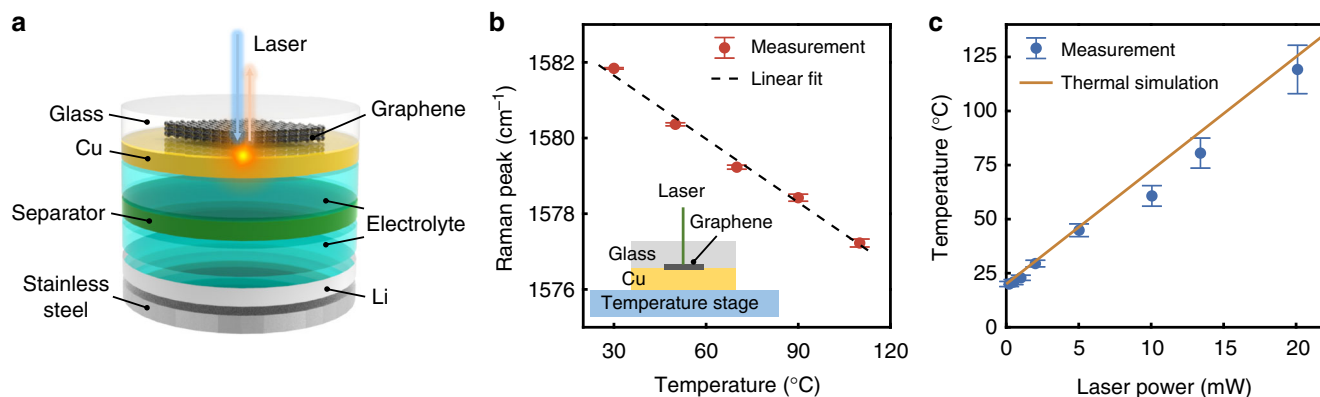 a
Laser
Glass
Graphene
Cu
Separator
Electrolyte
Stainless
steel
Li
b
Raman peak (cm⁻¹)
1582
1580
1578
1576
Measurement
Linear fit
Laser
Graphene
Glass
Cu
Temperature stage
30 60 90 120
Temperature (°C)
c
Temperature (°C)
125
100
75
50
25
0
Measurement
Thermal simulation
0 5 10 15 20
Laser power (mW)